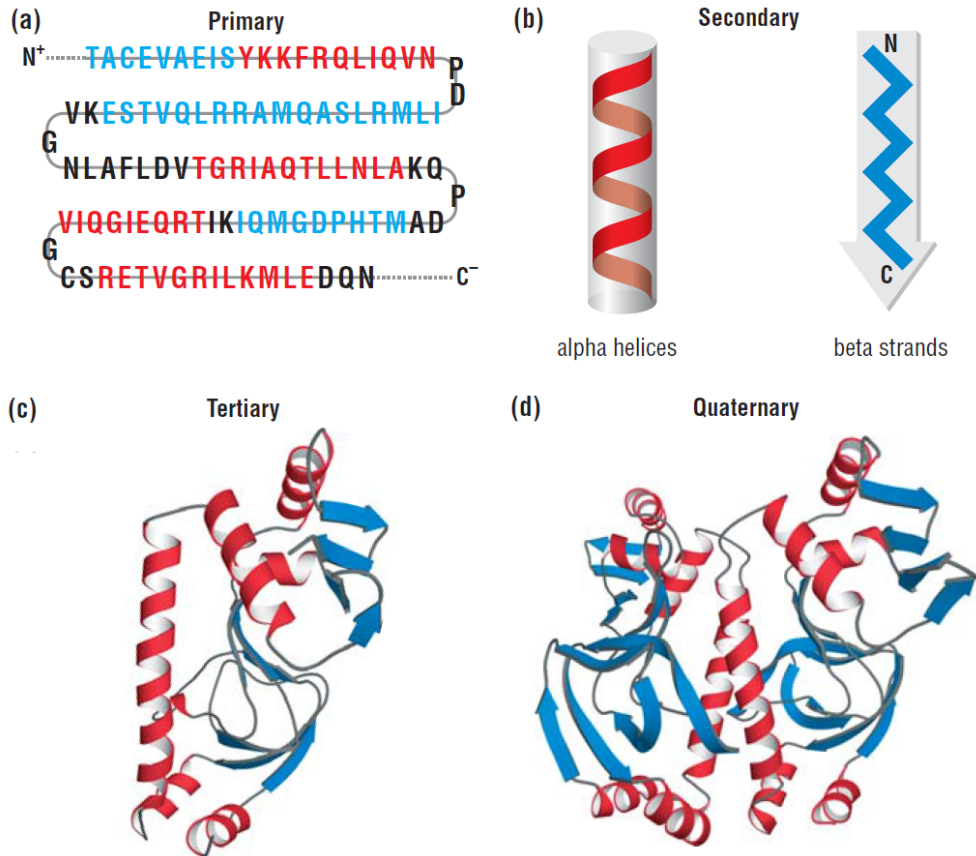 (a) Primary
N⁺ TACEVAEISYKKFRQLIQVN
P
D
VKESTVQLRRAMQASLRMLI
G
NLAFLDVTGRIAQTLLNLAKQ
P
VIQGIEQRTIKIQMGDPHTMAD
G
CSRETVGRILKMLEDQN C⁻
(b) Secondary
N
C
alpha helices beta strands
(c) Tertiary
(d) Quaternary